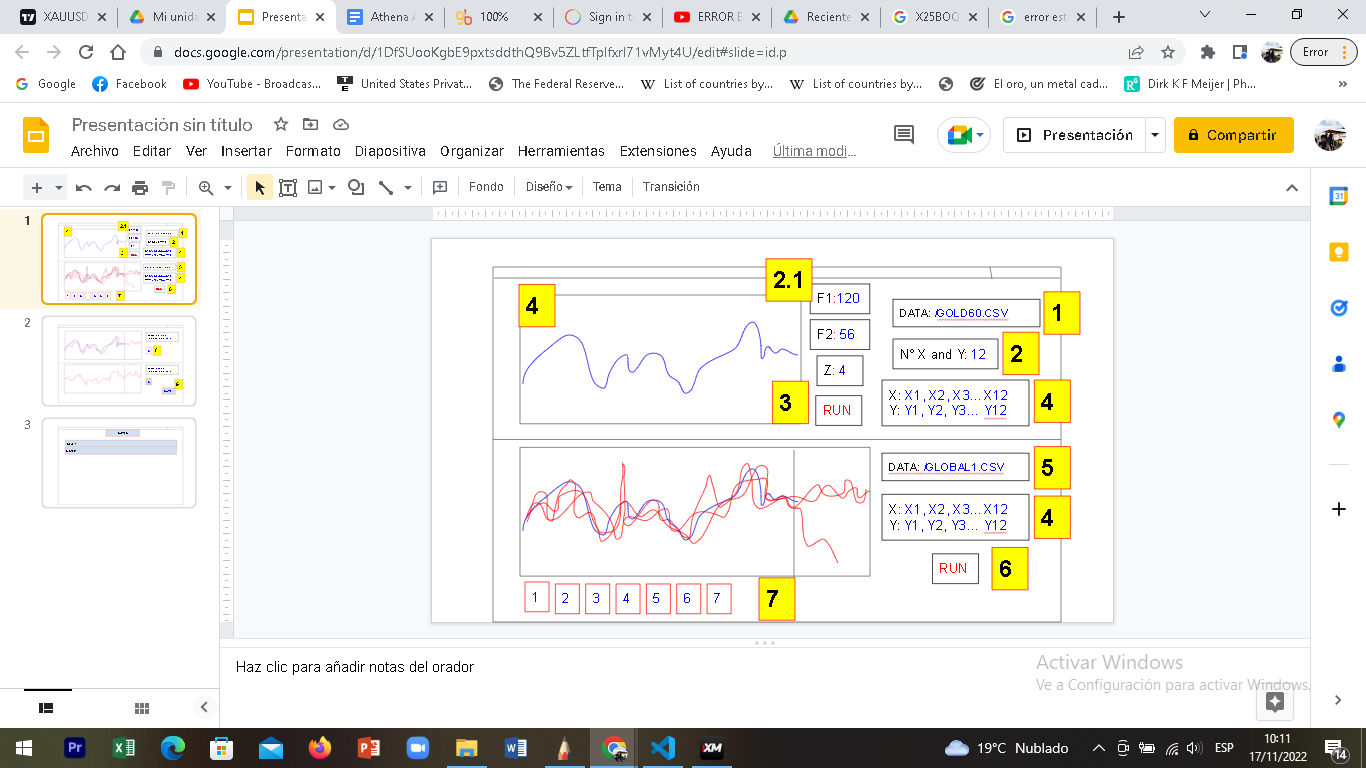 XAUUSD
Mi unida
Presenta
Athena A
100%
Sign in t
ERROR E
Reciente
X25BOO
error est
docs.google.com/presentation/d/1DfSUooKgbE9pxtsddthQ9Bv5ZLtfTplfxrI71vMyt4U/edit#slide=id.p
Error
Google
Facebook
YouTube - Broadcas...
United States Privat...
The Federal Reserve...
List of countries by...
List of countries by...
El oro, un metal cad...
Dirk K F Meijer | Ph...
»
Presentación sin título
Archivo Editar Ver Insertar Formato Diapositiva Organizar Herramientas Extensiones Ayuda Última modi...
Presentación
Compartir
Fondo Diseño Tema Transición
1
2
3
2.1
4
F1:120
F2: 56
Z: 4
RUN
3
DATA: /GOLD60.CSV
1
N° X and Y: 12
2
X: X1, X2, X3... X12
Y: Y1, Y2, Y3... Y12
4
DATA: /GLOBAL1.CSV
5
X: X1, X2, X3... X12
Y: Y1, Y2, Y3... Y12
4
RUN
6
1 2 3 4 5 6 7
7
Haz clic para añadir notas del orador
Activar Windows
Ve a Configuración para activar Windows.
19°C Nublado
ESP
10:11
17/11/2022
14